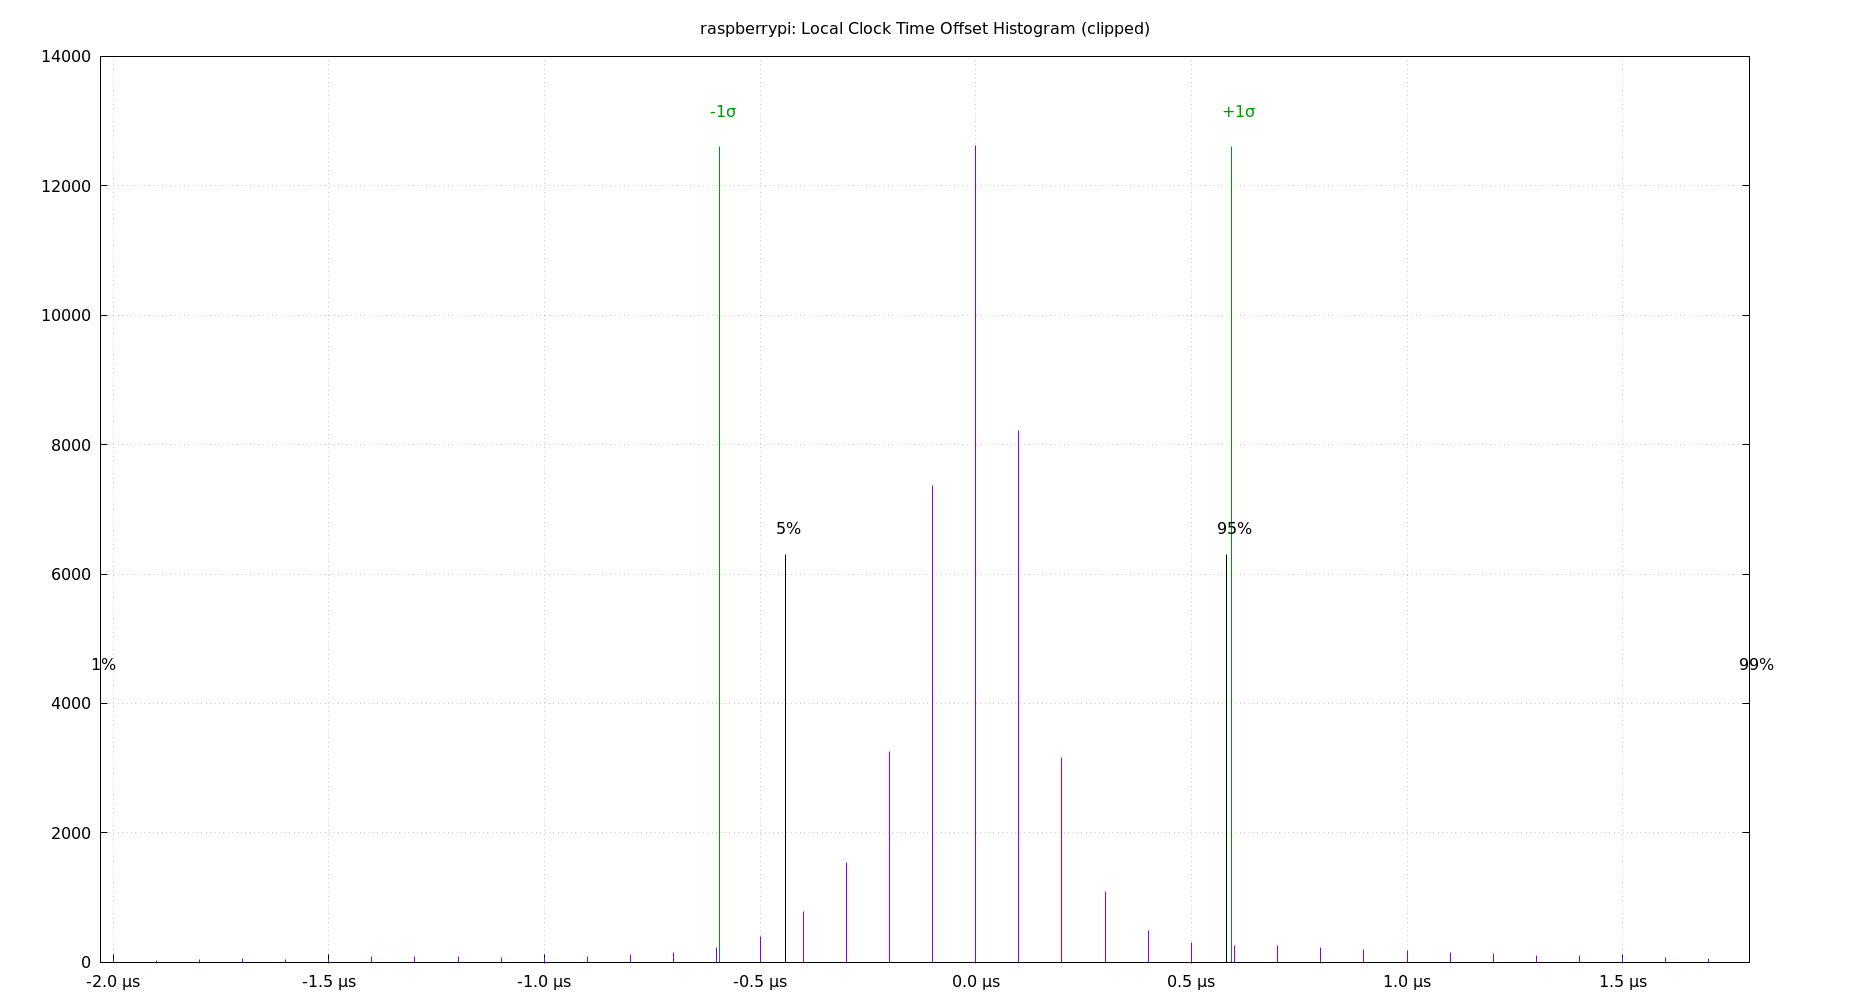 raspberrypi: Local Clock Time Offset Histogram (clipped)
14000
-1σ
+1σ
12000
10000
8000
5%
95%
6000
1%
99%
4000
2000
0
-2.0 µs
-1.5 µs
-1.0 µs
-0.5 µs
0.0 µs
0.5 µs
1.0 µs
1.5 µs